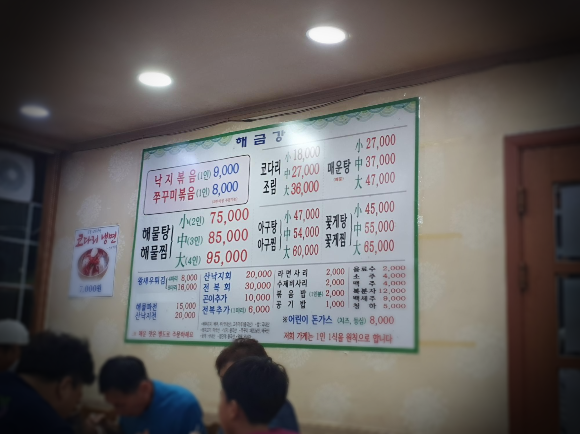 해금강
낙지볶음(1인) 9,000
쭈꾸미볶음(1인) 8,000
코다리 조림
小 18,000
中 27,000
大 36,000
매운탕
小 27,000
中 37,000
大 47,000
해물탕
해물찜
小(2인) 75,000
中(3인) 85,000
大(4인) 95,000
아구탕
아구찜
小 47,000
中 54,000
大 60,000
꽃게탕
꽃게찜
小 45,000
中 55,000
大 65,000
왕새우튀김 8,000
16,000
해물파전 15,000
산낙지전 20,000
산낙지회 20,000
전복회 30,000
곤이추가 10,000
전복추가 6,000
라면사리 2,000
수제비사리 2,000
볶음밥 2,000
공기밥 1,000
음료수 2,000
소주 4,000
맥주 4,000
복분자 12,000
백세주 9,000
청하 5,000
※어린이 돈가스 (치즈, 등심) 8,000
저희 가게는 1인 1식을 원칙으로 합니다
코다리 냉면